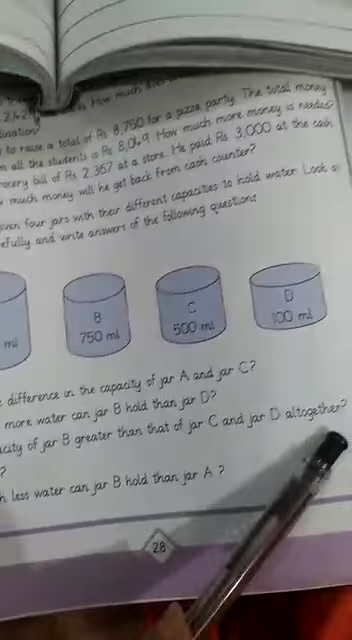 How much
to raise a total of Rs 8,750 for a pizza party. The total money
m all the students is Rs 8,049. How much more money is needed?
ocery bill of Rs 2,367 at a store. He paid Rs 3,000 at the cash
much money will he get back from cash counter?
iven four jars with their different capacities to hold water. Look a
efully and write answers of the following questions
B
750 ml
C
500 ml
D
100 ml
ml
difference in the capacity of jar A and jar C?
more water can jar B hold than jar D?
acity of jar B greater than that of jar C and jar D altogether?
?
h less water can jar B hold than jar A ?
28